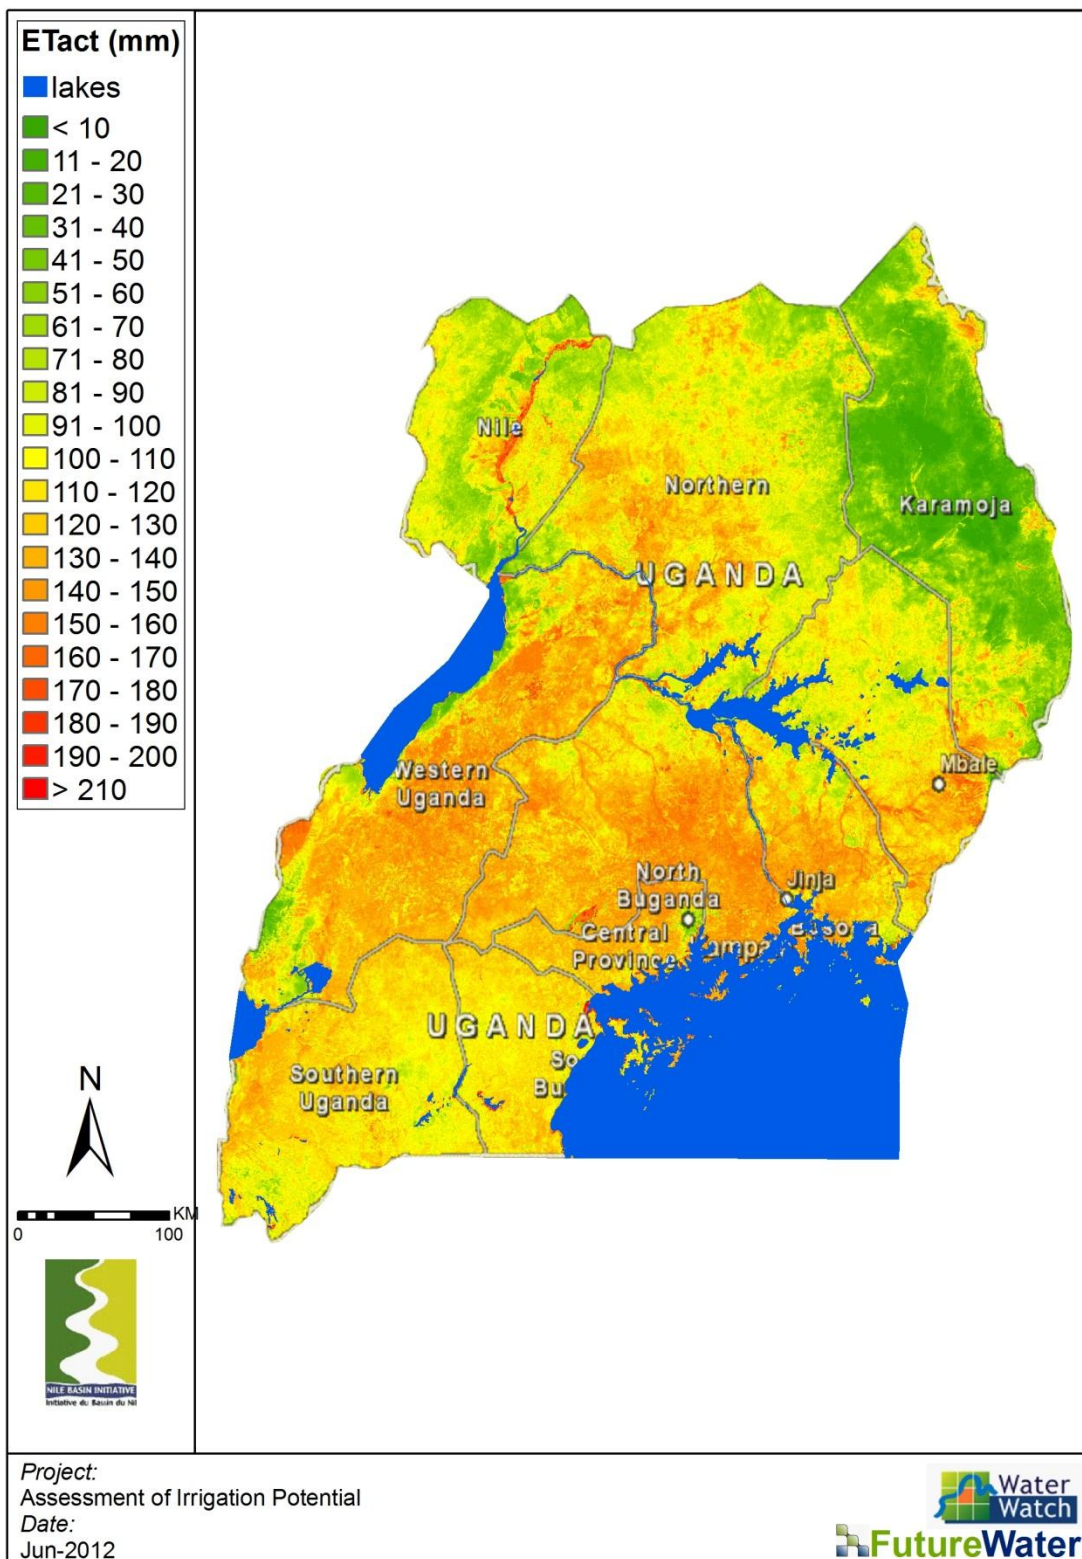 ETact (mm)
lakes
< 10
11 - 20
21 - 30
31 - 40
41 - 50
51 - 60
61 - 70
71 - 80
81 - 90
91 - 100
100 - 110
110 - 120
120 - 130
130 - 140
140 - 150
150 - 160
160 - 170
170 - 180
180 - 190
190 - 200
> 210
Nile
Northern
Karamoja
UGANDA
Mbale
Western
Uganda
North
Buganda
Jinja
Central
Province
ampa
UGANDA
So
Bu
Southern
Uganda
N
KM
0 100
NILE BASIN INITIATIVE
Initiative du Bassin du Nil
Project:
Assessment of Irrigation Potential
Date:
Jun-2012
Water
Watch
FutureWater